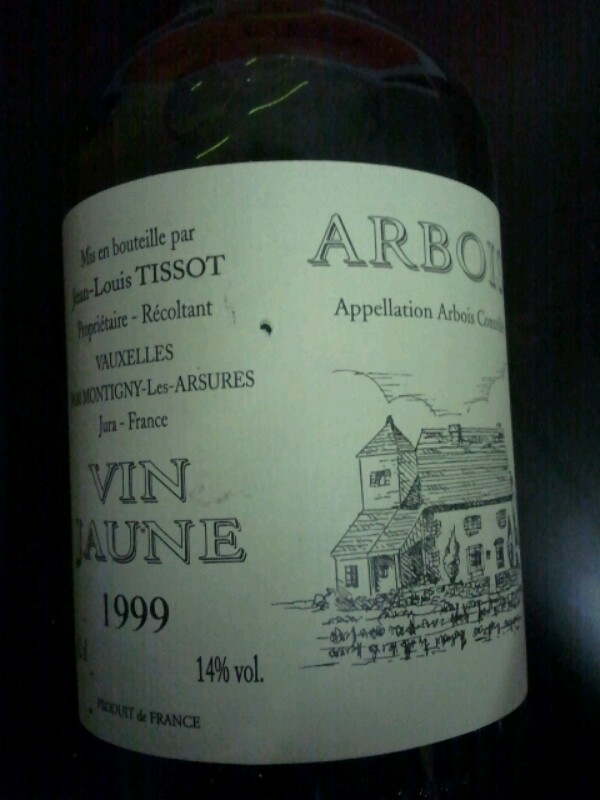 Mis en bouteille par
Jean-Louis TISSOT
Propriétaire - Récoltant
VAUXELLES
MONTIGNY-Les-ARSURES
Jura - France
VIN
JAUNE
1999
14% vol.
PRODUIT de FRANCE
ARBOI
Appellation Arbois Contrôlé